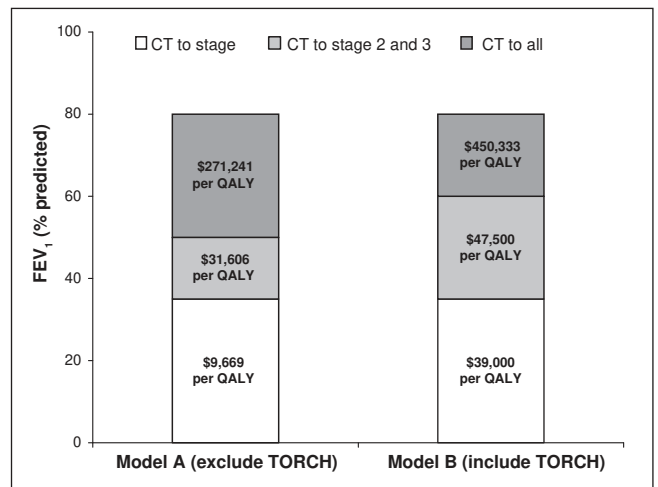 100
CT to stage CT to stage 2 and 3 CT to all
80
$271,241
per QALY
$450,333
per QALY
60
FEV1 (% predicted)
$31,606
per QALY
$47,500
per QALY
40
20
$9,669
per QALY
$39,000
per QALY
0
Model A (exclude TORCH) Model B (include TORCH)